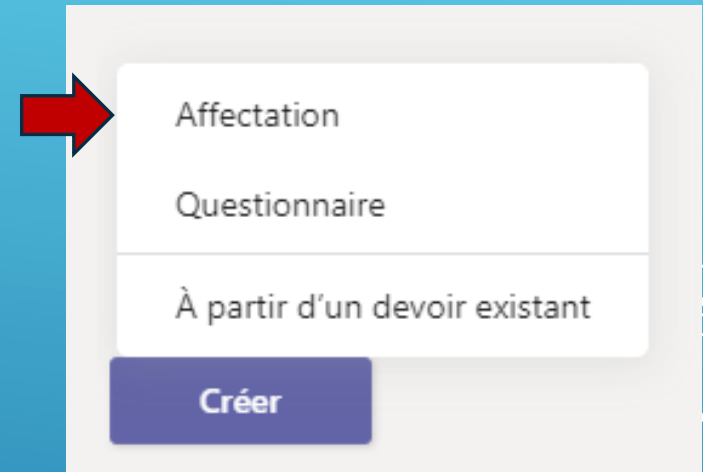 Affectation
Questionnaire
À partir d’un devoir existant
Créer